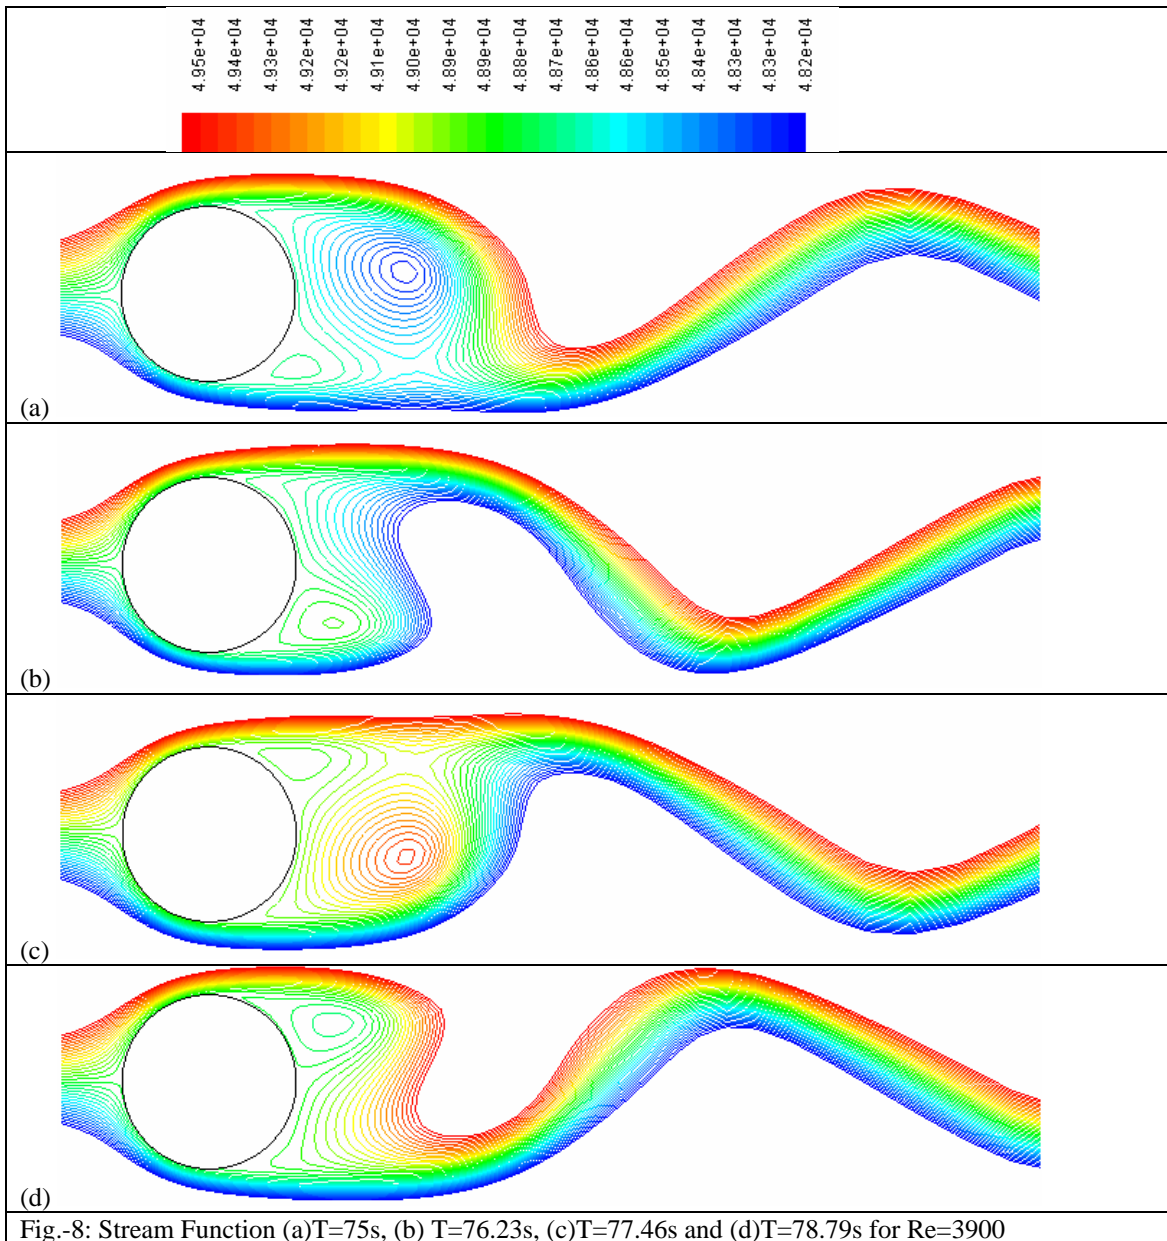 4.95e+04
4.94e+04
4.93e+04
4.92e+04
4.92e+04
4.91e+04
4.90e+04
4.89e+04
4.89e+04
4.88e+04
4.87e+04
4.86e+04
4.86e+04
4.85e+04
4.84e+04
4.83e+04
4.83e+04
4.82e+04
(a)
(b)
(c)
(d)
Fig.-8: Stream Function (a)T=75s, (b) T=76.23s, (c)T=77.46s and (d)T=78.79s for Re=3900